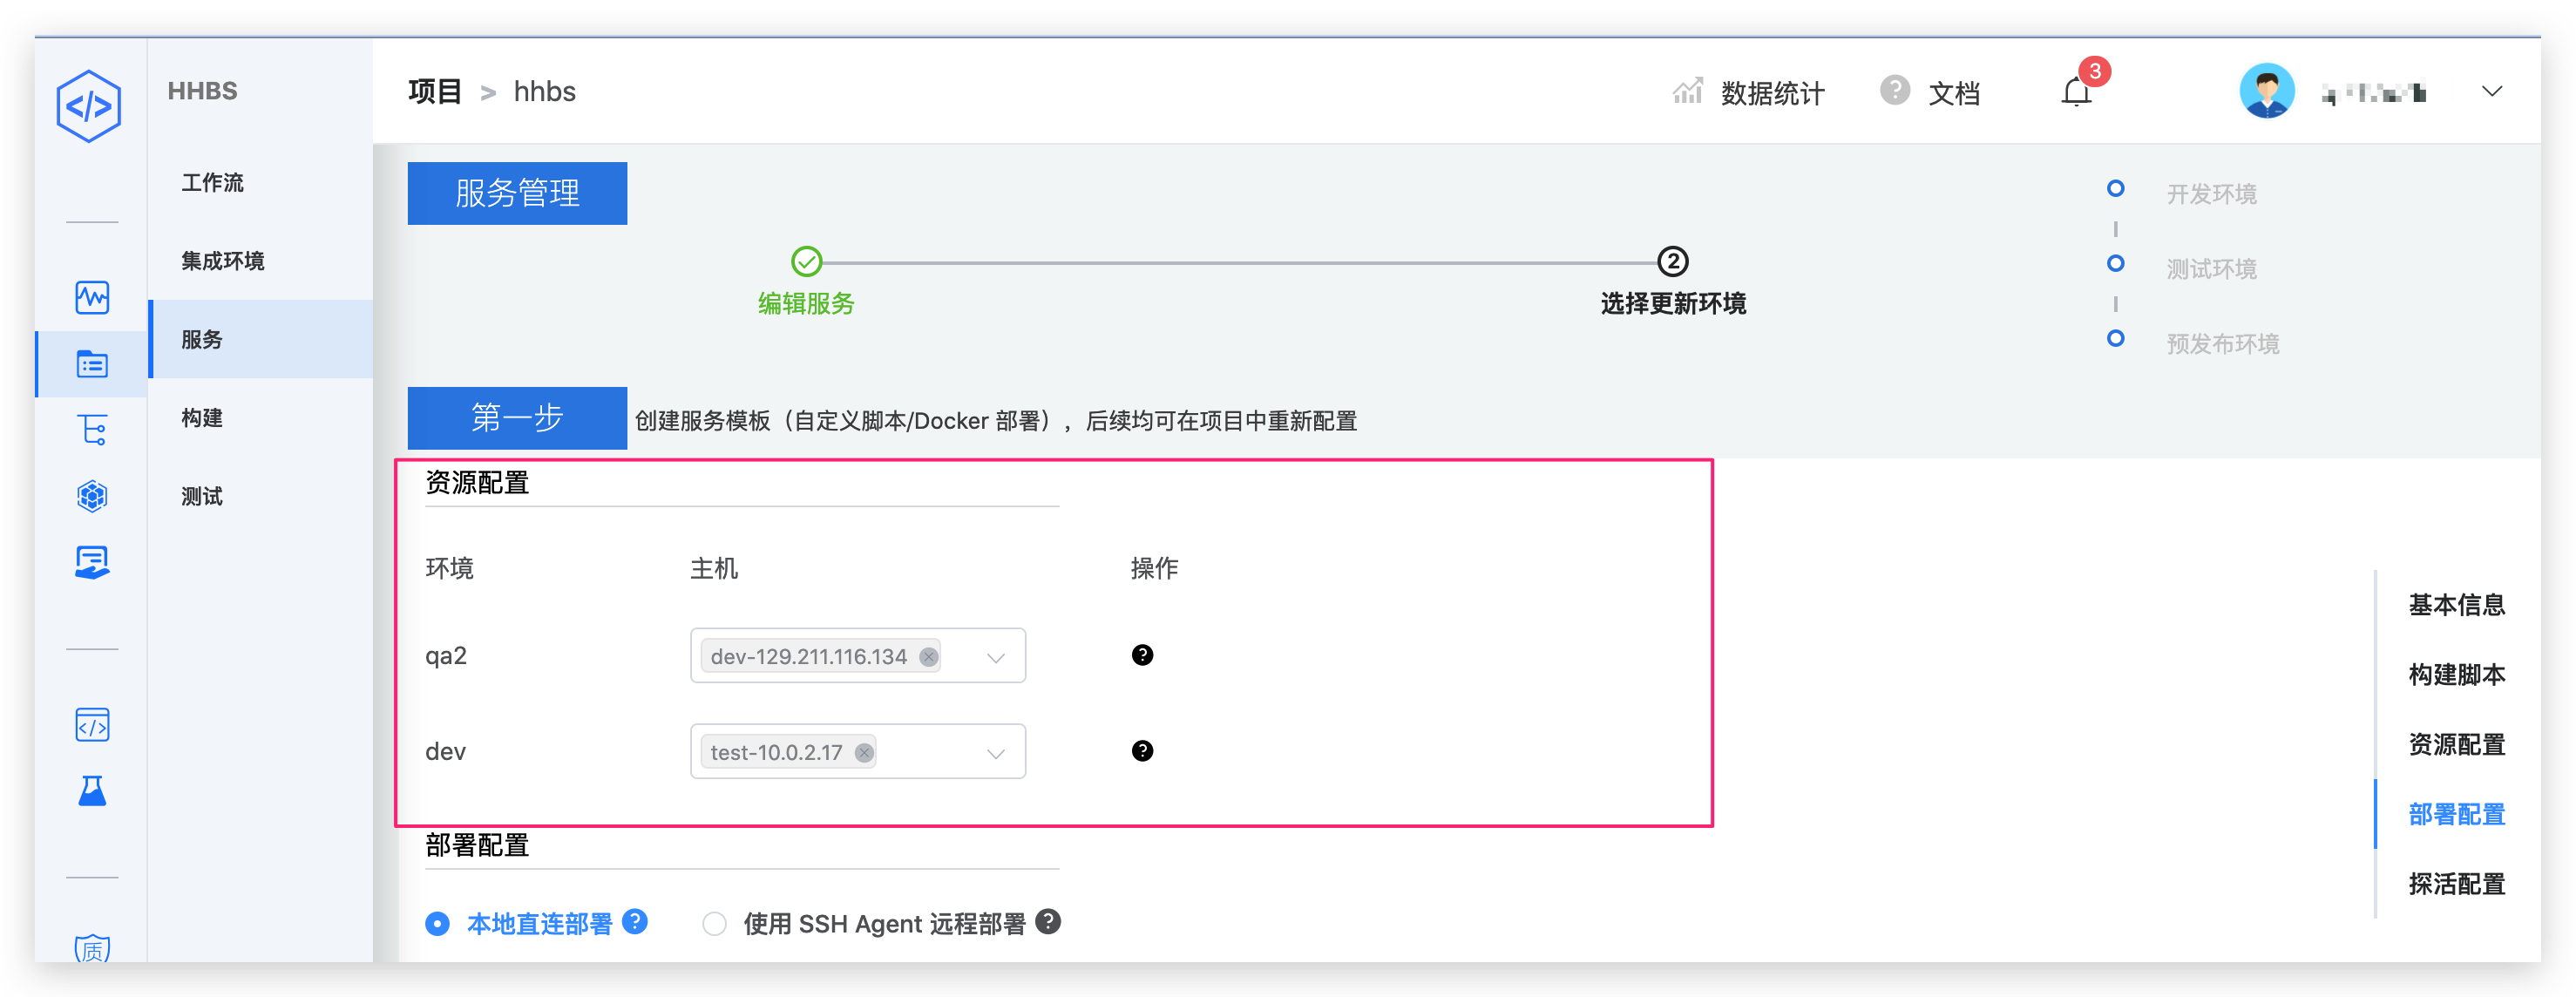 HHBS
项目 > hhbs
数据统计
? 文档
3
工作流
集成环境
服务
构建
测试
服务管理
编辑服务
2
选择更新环境
开发环境
测试环境
预发布环境
第一步
创建服务模板（自定义脚本/Docker 部署），后续均可在项目中重新配置
资源配置
环境 主机 操作
qa2 dev-129.211.116.134 ?
dev test-10.0.2.17 ?
部署配置
本地直连部署 ? 使用 SSH Agent 远程部署 ?
基本信息
构建脚本
资源配置
部署配置
探活配置
质